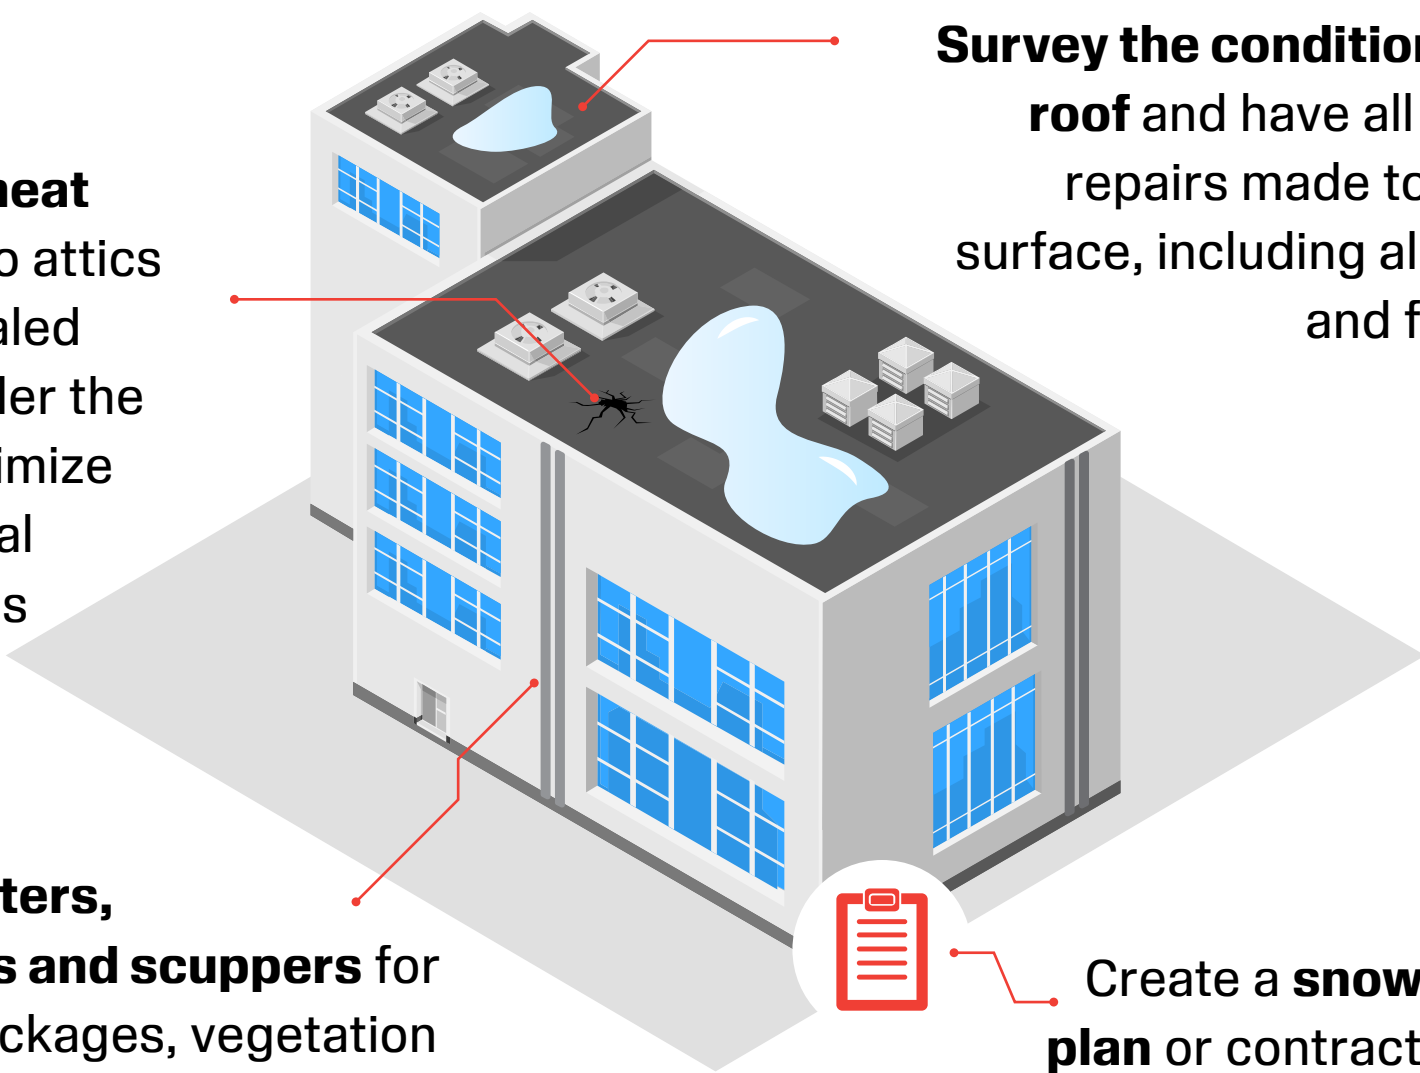 Survey the condition
roof and have all
repairs made to
surface, including al
and f
heat
o attics
aled
ler the
imize
al
s
ters,
s and scuppers for
ckages, vegetation
Create a snow
plan or contract